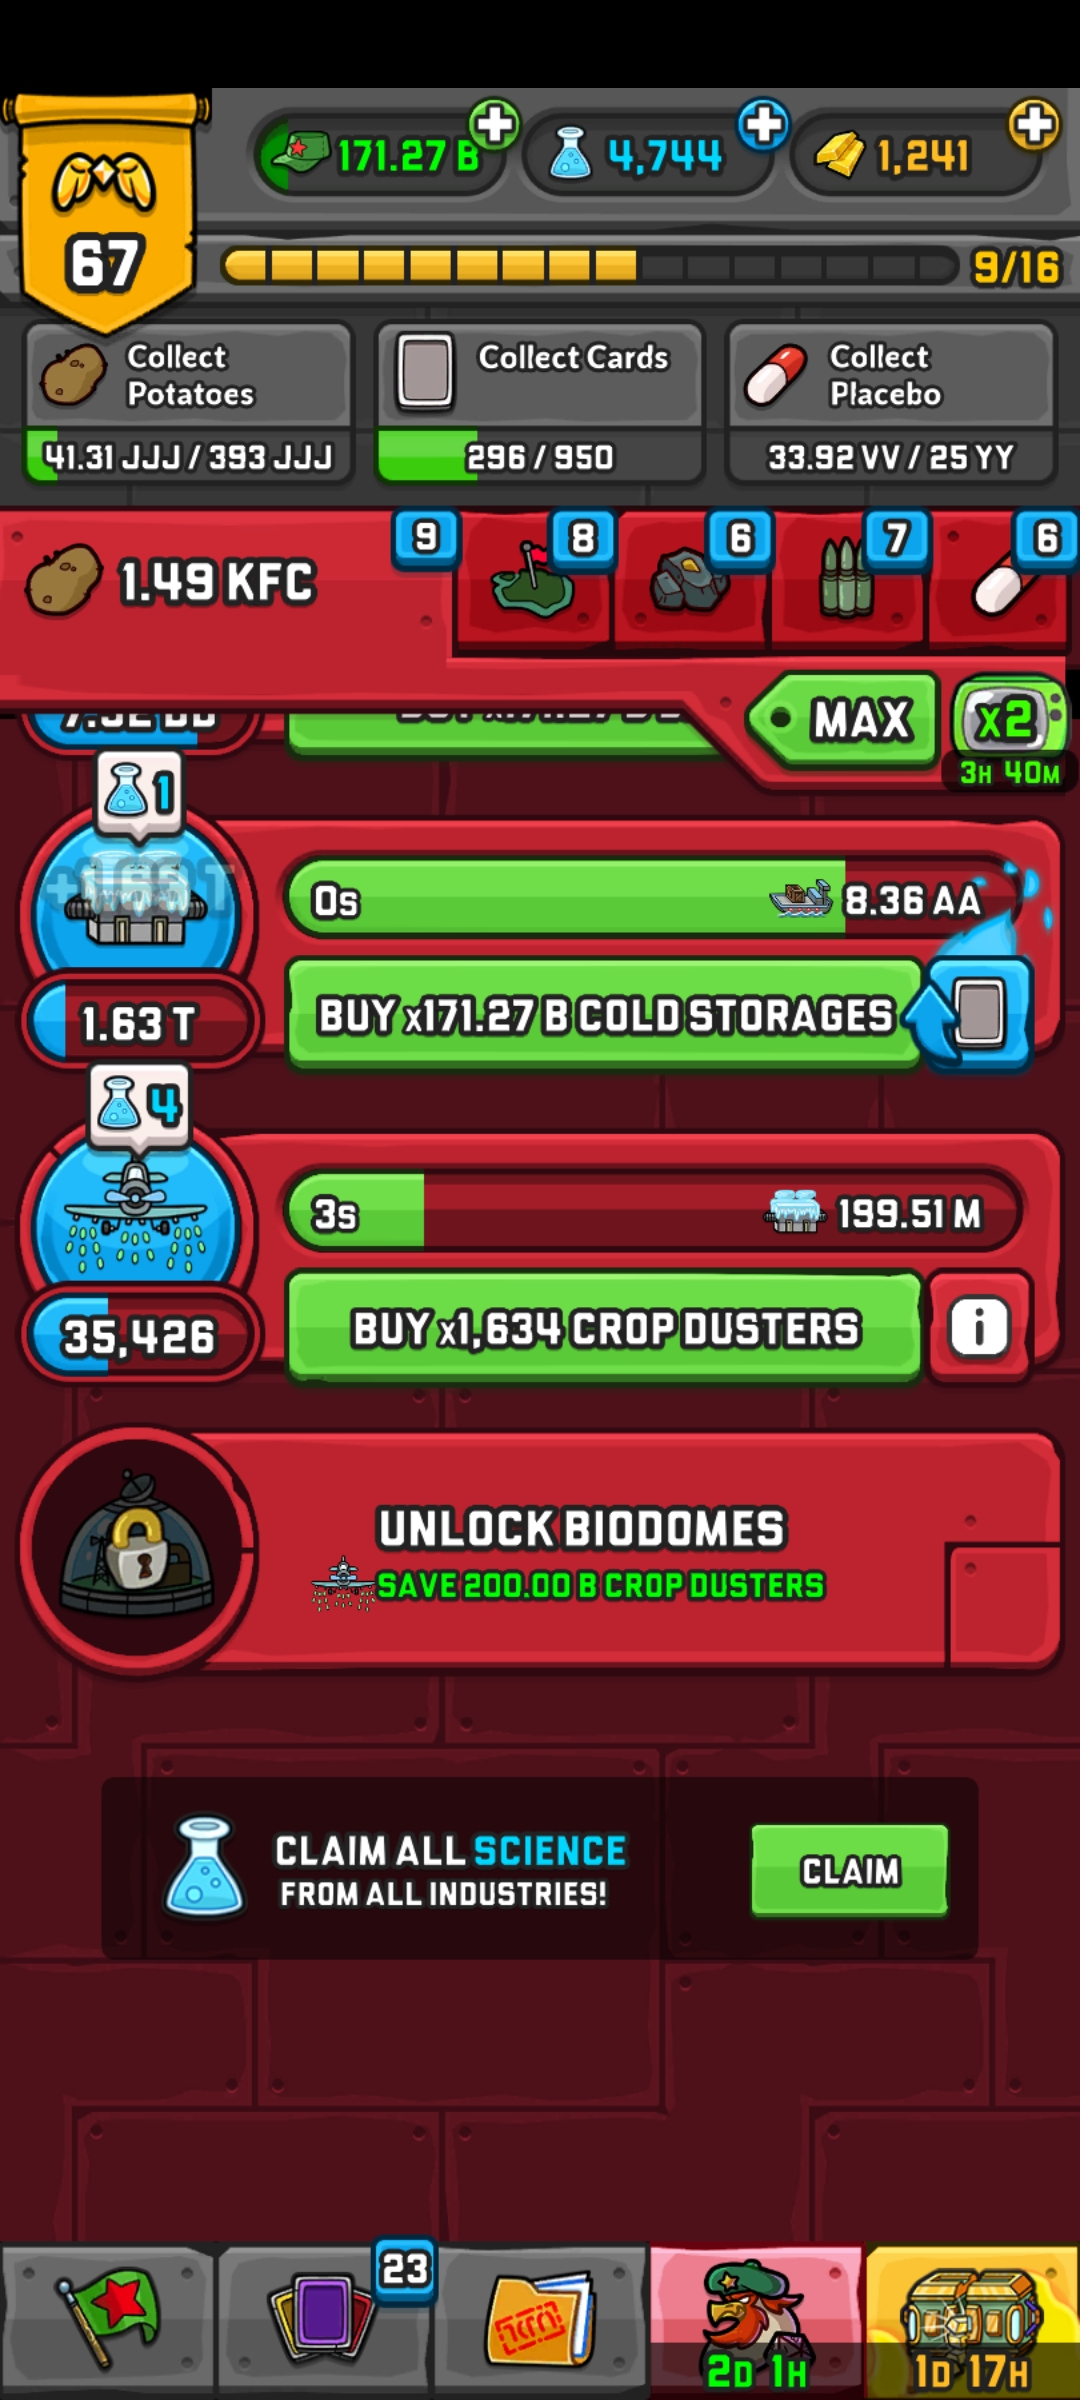 67
171.27 B
4,744
1,241
9/16
Collect
Potatoes
41.31 JJJ / 393 JJJ
Collect Cards
296 / 950
Collect
Placebo
33.92 VV / 25 YY
1.49 KFC
9
8
6
7
6
MAX
x2
3H 40M
1
0s
8.36 AA
1.63 T
BUY x171.27 B COLD STORAGES
4
3s
199.51 M
35,426
BUY x1,634 CROP DUSTERS
i
UNLOCK BIODOMES
SAVE 200.00 B CROP DUSTERS
CLAIM ALL SCIENCE
FROM ALL INDUSTRIES!
CLAIM
23
2D 1H
1D 17H